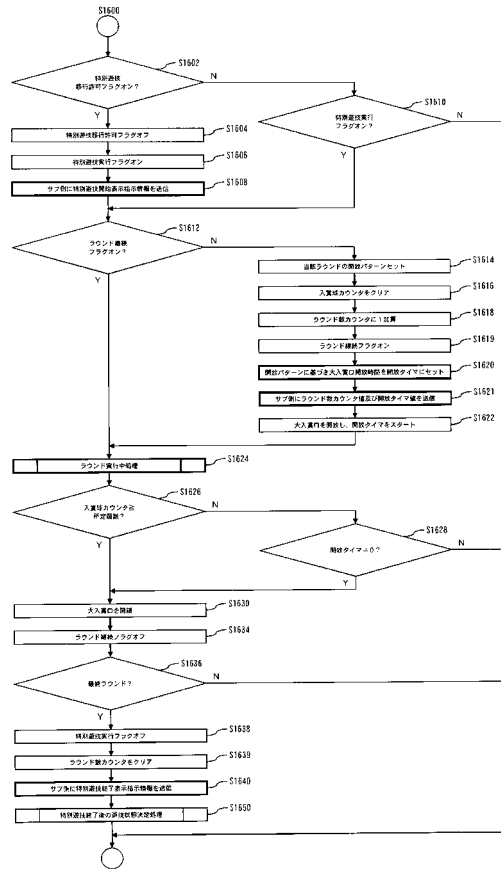 S1600
S1602
特別遊技
移行許可フラグオン?
N
Y
S1610
特別遊技実行
フラグオン?
N
Y
S1604
特別遊技移行許可フラグオフ
S1606
特別遊技実行フラグオン
S1608
サブ側に特別遊技開始表示指示情報を送信
S1612
ラウンド継続
フラグオン?
N
Y
S1614
当該ラウンドの開放パターンセット
S1616
入賞球カウンタをクリア
S1618
ラウンド数カウンタに1加算
S1619
ラウンド継続フラグオン
S1620
開放パターンに基づき大入賞口開放時間を開放タイマにセット
S1621
サブ側にラウンド数カウンタ値及び開放タイマ値を送信
S1622
大入賞口を開放し、開放タイマをスタート
S1624
ラウンド実行中処理
S1626
入賞球カウンタ≧
所定個数?
N
Y
S1628
開放タイマ=0?
N
Y
S1630
大入賞口を閉鎖
S1634
ラウンド継続フラグオフ
S1636
最終ラウンド?
N
Y
S1638
特別遊技実行フラグオフ
S1639
ラウンド数カウンタをクリア
S1640
サブ側に特別遊技終了表示指示情報を送信
S1650
特別遊技終了後の遊技状態決定処理